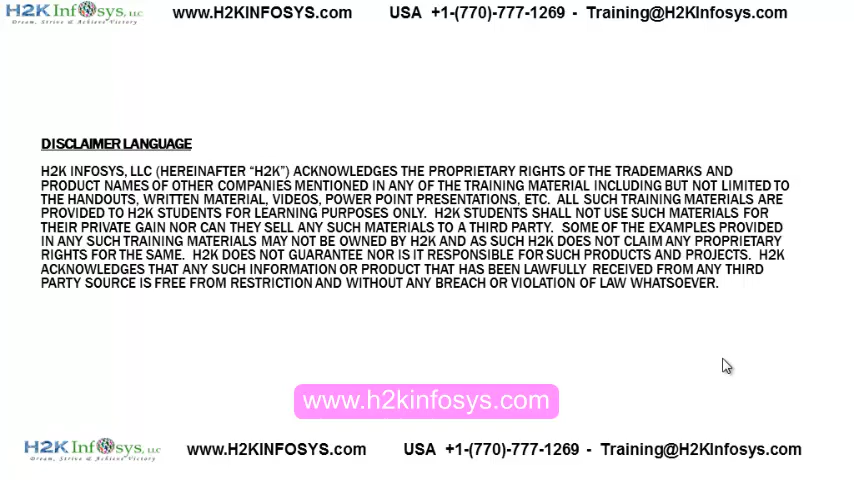 H2K Infosys, LLC www.H2KINFOSYS.com USA +1-(770)-777-1269 - Training@H2KInfosys.com
Dream, Strive & Achieve Victory
DISCLAIMER LANGUAGE
H2K INFOSYS, LLC (HEREINAFTER “H2K”) ACKNOWLEDGES THE PROPRIETARY RIGHTS OF THE TRADEMARKS AND
PRODUCT NAMES OF OTHER COMPANIES MENTIONED IN ANY OF THE TRAINING MATERIAL INCLUDING BUT NOT LIMITED TO
THE HANDOUTS, WRITTEN MATERIAL, VIDEOS, POWER POINT PRESENTATIONS, ETC. ALL SUCH TRAINING MATERIALS ARE
PROVIDED TO H2K STUDENTS FOR LEARNING PURPOSES ONLY. H2K STUDENTS SHALL NOT USE SUCH MATERIALS FOR
THEIR PRIVATE GAIN NOR CAN THEY SELL ANY SUCH MATERIALS TO A THIRD PARTY. SOME OF THE EXAMPLES PROVIDED
IN ANY SUCH TRAINING MATERIALS MAY NOT BE OWNED BY H2K AND AS SUCH H2K DOES NOT CLAIM ANY PROPRIETARY
RIGHTS FOR THE SAME. H2K DOES NOT GUARANTEE NOR IS IT RESPONSIBLE FOR SUCH PRODUCTS AND PROJECTS. H2K
ACKNOWLEDGES THAT ANY SUCH INFORMATION OR PRODUCT THAT HAS BEEN LAWFULLY RECEIVED FROM ANY THIRD
PARTY SOURCE IS FREE FROM RESTRICTION AND WITHOUT ANY BREACH OR VIOLATION OF LAW WHATSOEVER.
www.h2kinfosys.com
H2K Infosys, LLC www.H2KINFOSYS.com USA +1-(770)-777-1269 - Training@H2KInfosys.com
Dream, Strive & Achieve Victory